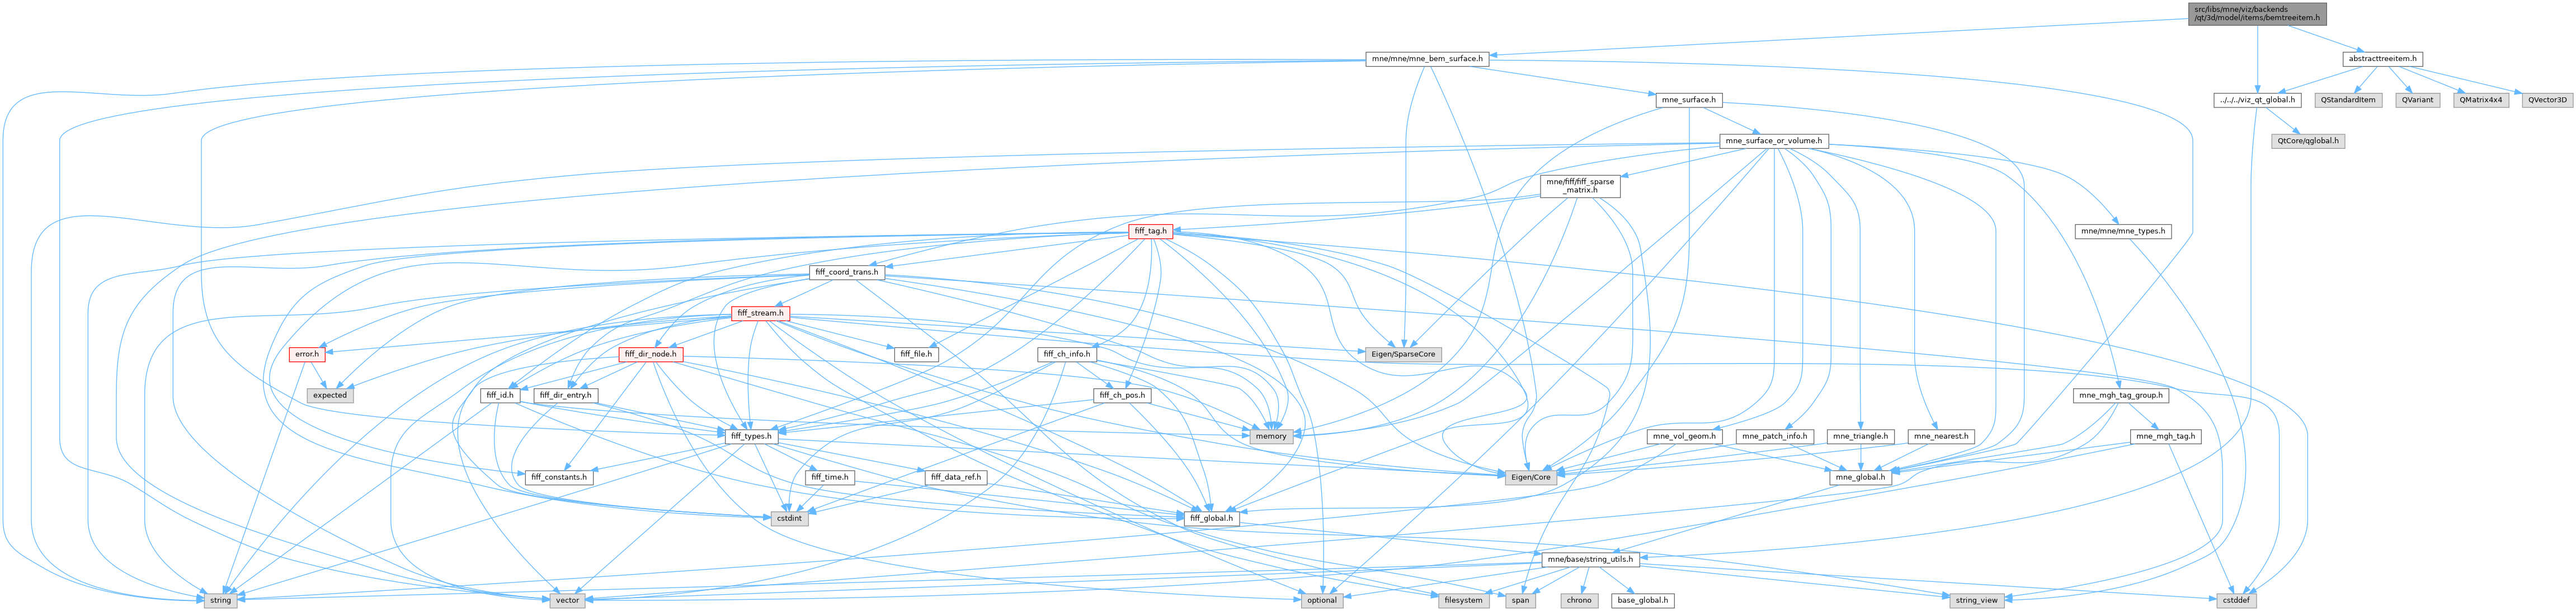 src/libs/mne/viz/backends
/qt/3d/model/items/bemtreeitem.h
mne/mne/mne_bem_surface.h
abstracttreeitem.h
mne_surface.h
../../../viz_qt_global.h
QStandardItem
QVariant
QMatrix4x4
QVector3D
mne_surface_or_volume.h
QtCore/qglobal.h
mne/fiff/fiff_sparse
_matrix.h
fiff_tag.h
mne/mne/mne_types.h
fiff_coord_trans.h
fiff_stream.h
error.h
fiff_dir_node.h
fiff_file.h
fiff_ch_info.h
Eigen/SparseCore
expected
fiff_id.h
fiff_dir_entry.h
fiff_ch_pos.h
mne_mgh_tag_group.h
fiff_types.h
memory
mne_vol_geom.h
mne_patch_info.h
mne_triangle.h
mne_nearest.h
mne_mgh_tag.h
fiff_constants.h
fiff_time.h
fiff_data_ref.h
Eigen/Core
mne_global.h
cstdint
fiff_global.h
mne/base/string_utils.h
string
vector
optional
filesystem
span
chrono
base_global.h
string_view
cstddef